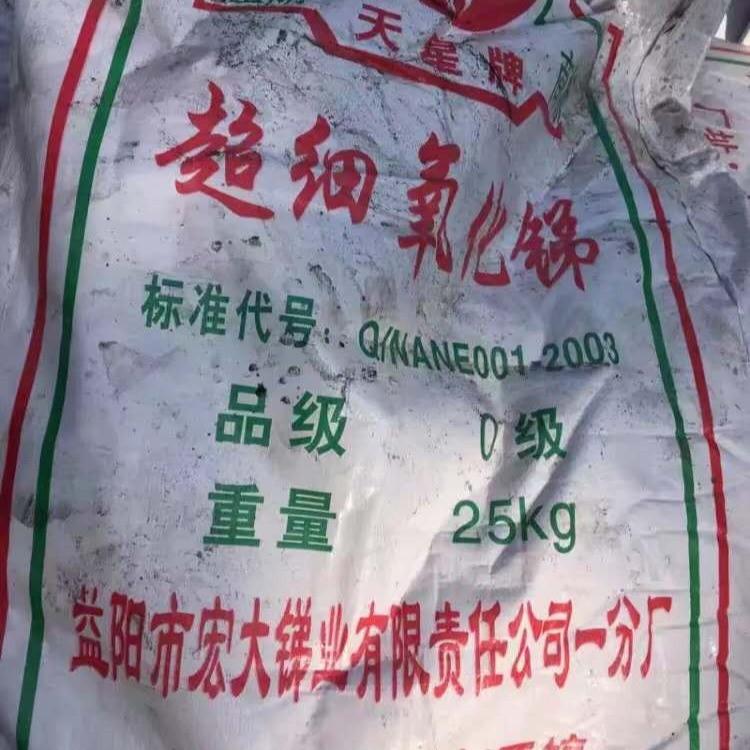 天星牌
超细氧化锑
标准代号: Q/NANE001-2003
品级 0级
重量 25kg
益阳市宏大锑业有限责任公司一分厂